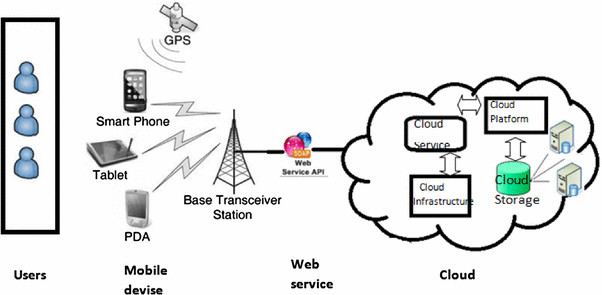 GPS
Smart Phone
Tablet
PDA
Base Transceiver
Station
SOAP
Web
Service API
Cloud
Service
Cloud
Platform
Cloud
Infrastructure
Cloud
Storage
Users
Mobile
devise
Web
service
Cloud